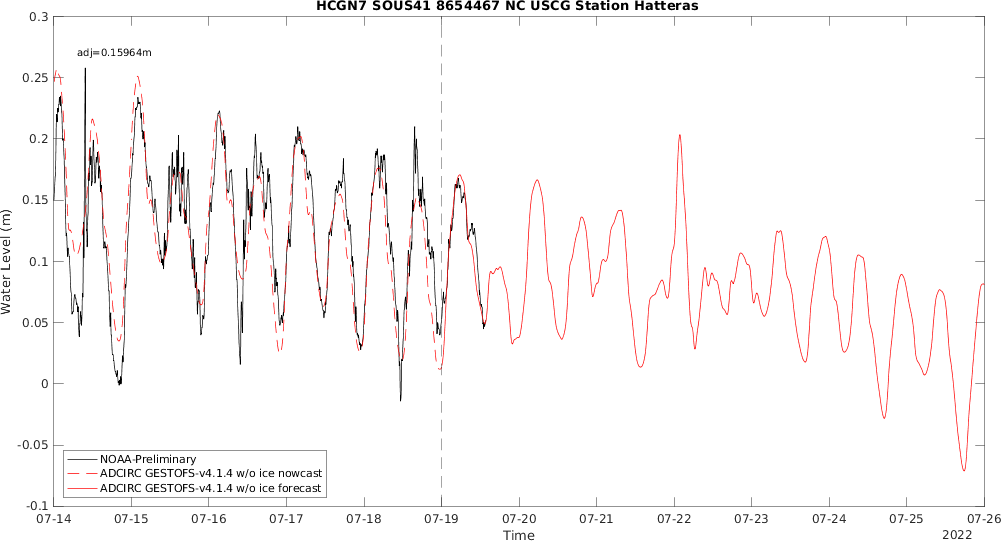 HCGN7 SOUS41 8654467 NC USCG Station Hatteras
adj=0.15964m
0.3
0.25
0.2
0.15
0.1
0.05
0
-0.05
-0.1
Water Level (m)
NOAA-Preliminary
ADCIRC GESTOFS-v4.1.4 w/o ice nowcast
ADCIRC GESTOFS-v4.1.4 w/o ice forecast
07-14 07-15 07-16 07-17 07-18 07-19 07-20 07-21 07-22 07-23 07-24 07-25 07-26
Time
2022